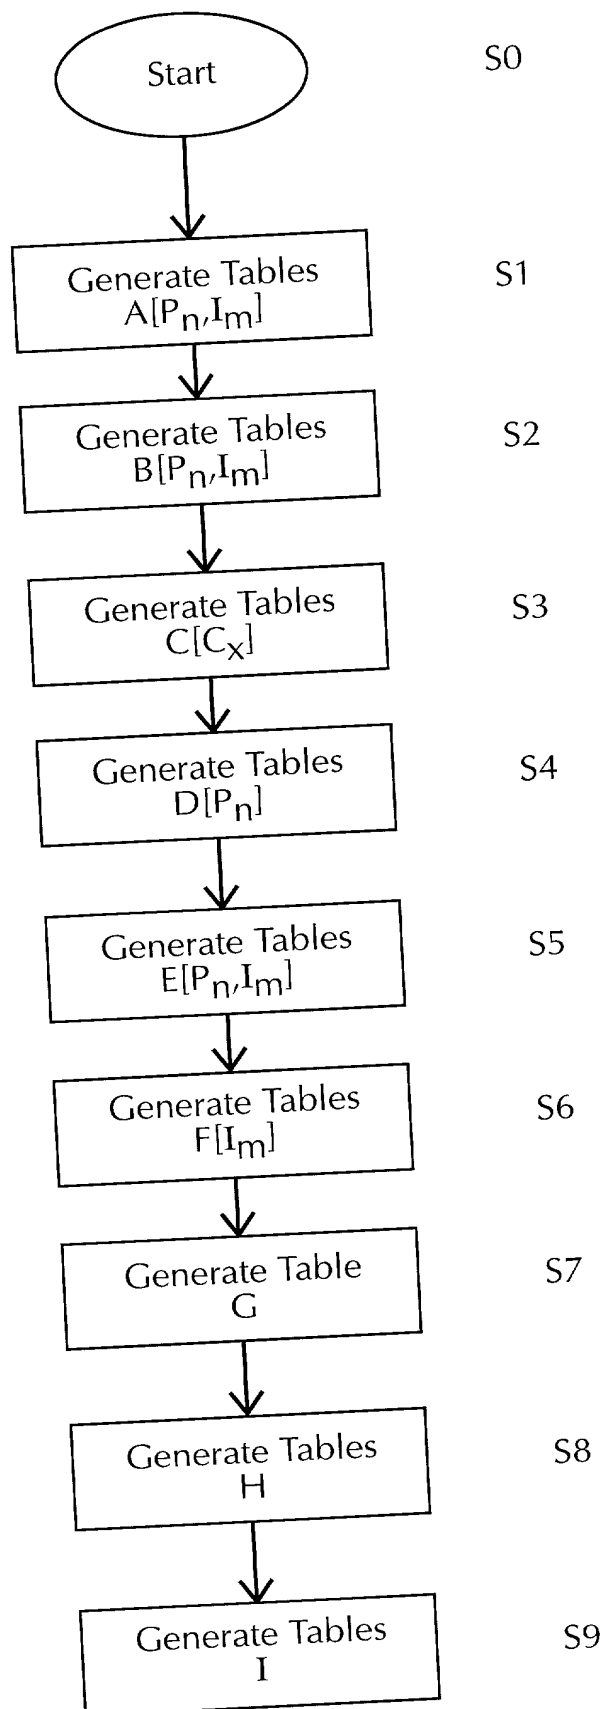 Start
S0
Generate Tables
A[Pn,Im]
S1
Generate Tables
B[Pn,Im]
S2
Generate Tables
C[Cx]
S3
Generate Tables
D[Pn]
S4
Generate Tables
E[Pn,Im]
S5
Generate Tables
F[Im]
S6
Generate Table
G
S7
Generate Tables
H
S8
Generate Tables
I
S9